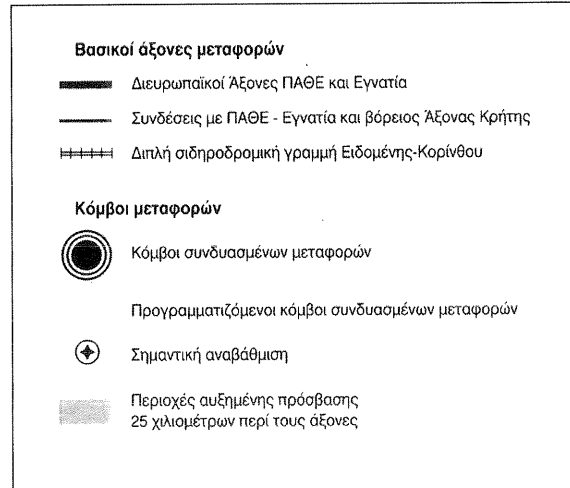 Βασικοί άξονες μεταφορών
Διευρωπαϊκοί Άξονες ΠΑΘΕ και Εγνατία
Συνδέσεις με ΠΑΘΕ - Εγνατία και βόρειος Άξονας Κρήτης
Διπλή σιδηροδρομική γραμμή Ειδομένης-Κορίνθου
Κόμβοι μεταφορών
Κόμβοι συνδυασμένων μεταφορών
Προγραμματιζόμενοι κόμβοι συνδυασμένων μεταφορών
Σημαντική αναβάθμιση
Περιοχές αυξημένης πρόσβασης
25 χιλιομέτρων περί τους άξονες